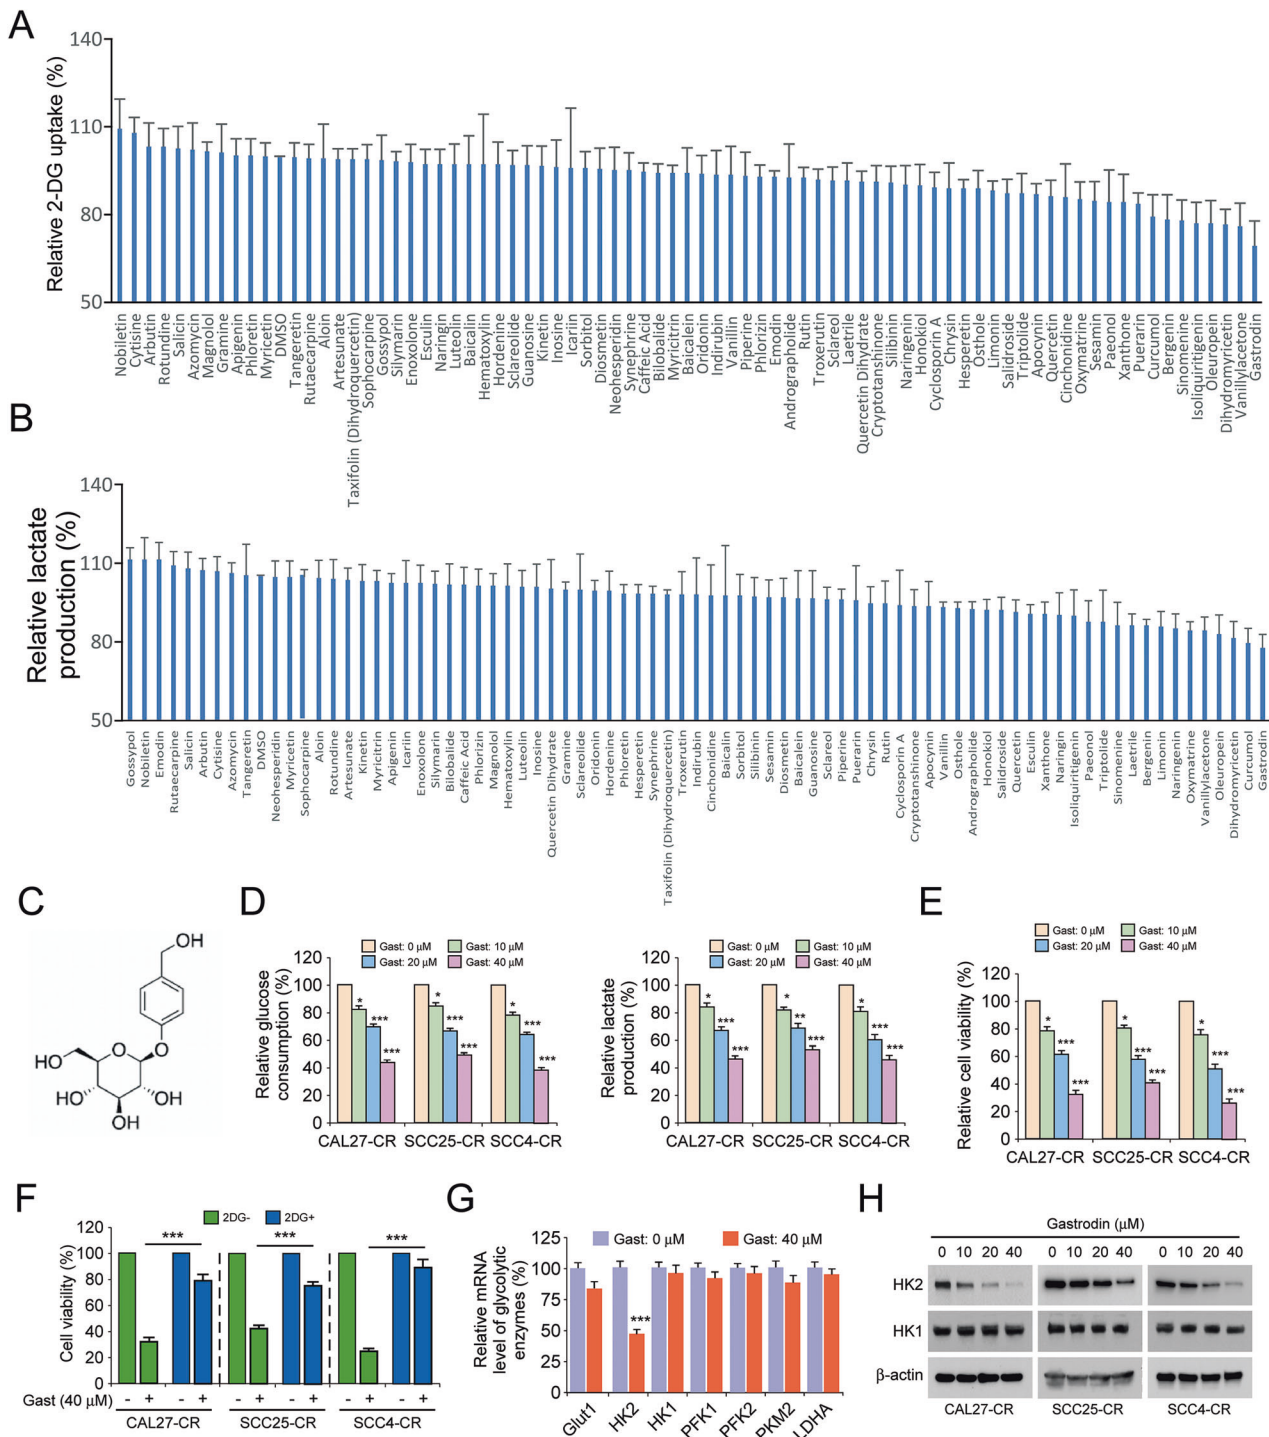 A
Relative 2-DG uptake (%)
140
110
80
50
Nobiletin
Cytisine
Arbutin
Rotundine
Salicin
Azomycin
Magnolol
Gramine
Apigenin
Phloretin
Myricetin
DMSO
Tangeretin
Rutaecarpine
Aloin
Artesunate
Taxifolin (Dihydroquercetin)
Sophocarpine
Gossypol
Silymarin
Enoxolone
Esculin
Naringin
Luteolin
Baicalin
Hematoxylin
Hordenine
Sclareolide
Guanosine
Kinetin
Inosine
Icariin
Sorbitol
Diosmetin
Neohesperidin
Synephrine
Caffeic Acid
Bilobalide
Myricitrin
Baicalein
Oridonin
Indirubin
Vanillin
Piperine
Phlorizin
Emodin
Andrographolide
Rutin
Troxerutin
Sclareol
Laetrile
Quercetin Dihydrate
Cryptotanshinone
Silibinin
Naringenin
Honokiol
Cyclosporin A
Chrysin
Hesperetin
Osthole
Limonin
Salidroside
Triptolide
Apocynin
Quercetin
Cinchonidine
Oxymatrine
Sesamin
Paeonol
Xanthone
Puerarin
Curcumol
Bergenin
Sinomenine
Isoliquiritigenin
Oleuropein
Dihydromyricetin
Vanillylacetone
Gastrodin
B
Relative lactate
production (%)
140
110
80
50
Gossypol
Nobiletin
Emodin
Rutaecarpine
Salicin
Arbutin
Cytisine
Azomycin
Tangeretin
DMSO
Neohesperidin
Myricetin
Sophocarpine
Aloin
Rotundine
Artesunate
Kinetin
Myricitrin
Apigenin
Icariin
Enoxolone
Silymarin
Bilobalide
Caffeic Acid
Phlorizin
Magnolol
Hematoxylin
Luteolin
Inosine
Quercetin Dihydrate
Gramine
Sclareolide
Oridonin
Hordenine
Phloretin
Hesperetin
Synephrine
Taxifolin (Dihydroquercetin)
Troxerutin
Indirubin
Cinchonidine
Baicalin
Sorbitol
Silibinin
Sesamin
Diosmetin
Baicalein
Guanosine
Sclareol
Piperine
Puerarin
Chrysin
Rutin
Cyclosporin A
Cryptotanshinone
Apocynin
Vanillin
Osthole
Andrographolide
Honokiol
Salidroside
Quercetin
Esculin
Xanthone
Naringin
Isoliquiritigenin
Paeonol
Triptolide
Sinomenine
Laetrile
Bergenin
Limonin
Naringenin
Oxymatrine
Vanillylacetone
Oleuropein
Dihydromyricetin
Curcumol
Gastrodin
C
OH
HO
O
O
HO
OH
OH
D
Gast: 0 μM Gast: 10 μM
Gast: 20 μM Gast: 40 μM
Relative glucose
consumption (%)
120
100
80
60
40
20
0
* *** *** * *** *** * *** ***
CAL27-CR SCC25-CR SCC4-CR
Gast: 0 μM Gast: 10 μM
Gast: 20 μM Gast: 40 μM
Relative lactate
production (%)
120
100
80
60
40
20
0
* *** *** * ** *** * *** ***
CAL27-CR SCC25-CR SCC4-CR
E
Gast: 0 μM Gast: 10 μM
Gast: 20 μM Gast: 40 μM
Relative cell viability (%)
120
100
80
60
40
20
0
* *** *** * *** *** * *** ***
CAL27-CR SCC25-CR SCC4-CR
F
2DG- 2DG+
Cell viability (%)
120
100
80
60
40
20
0
*** *** ***
Gast (40 μM) - + - + - + - + - + - +
CAL27-CR SCC25-CR SCC4-CR
G
Gast: 0 μM Gast: 40 μM
Relative mRNA
level of glycolytic
enzymes (%)
125
100
75
50
25
0
***
Glut1
HK2
HK1
PFK1
PFK2
PKM2
LDHA
H
Gastrodin (μM)
0 10 20 40 0 10 20 40 0 10 20 40
HK2
HK1
β-actin
CAL27-CR SCC25-CR SCC4-CR